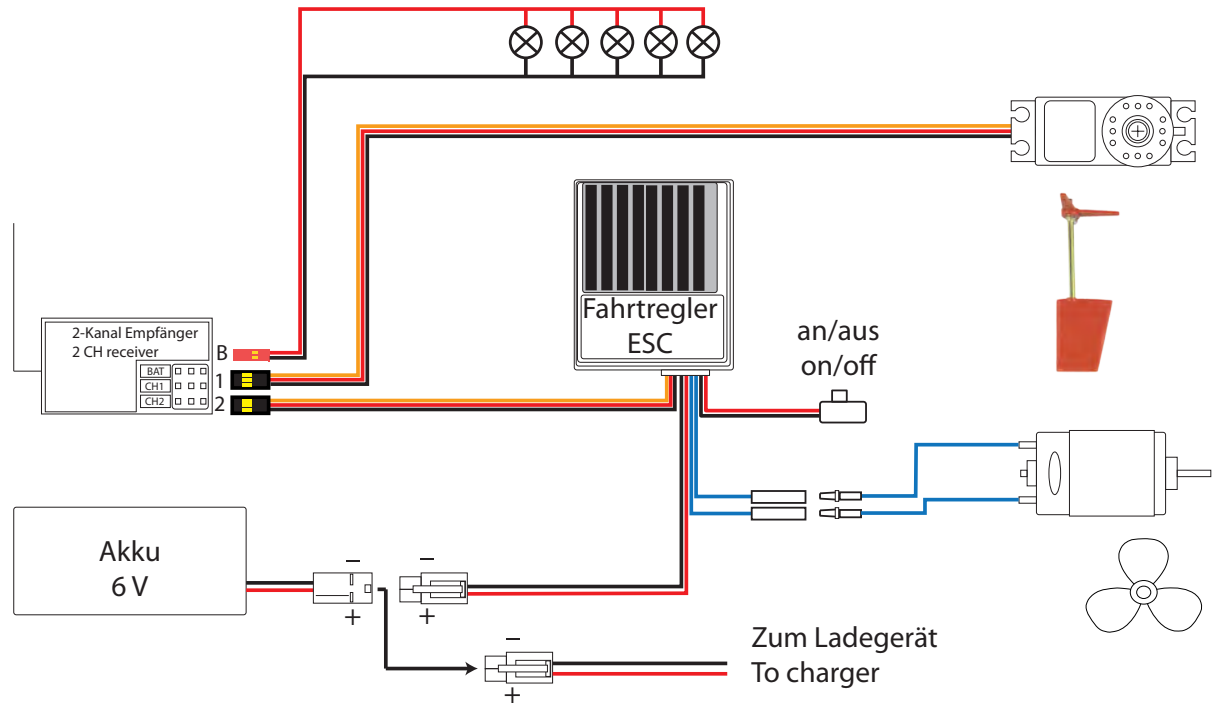 2-Kanal Empfänger
2 CH receiver
BAT
CH1
CH2
B
1
2
Fahrtregler
ESC
an/aus
on/off
Akku
6 V
–
+
–
+
–
+
Zum Ladegerät
To charger